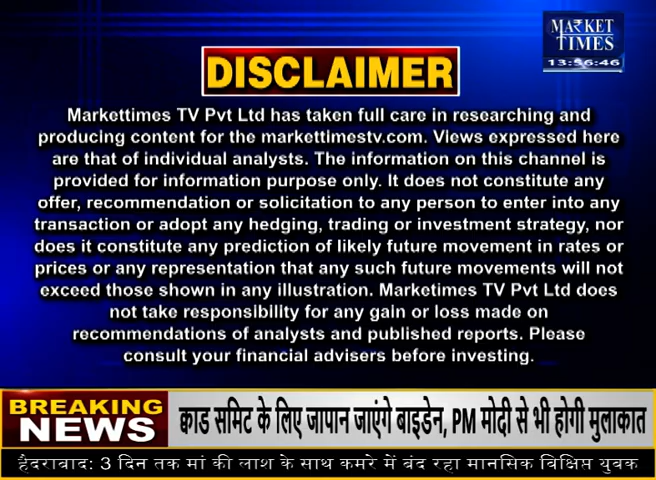 MARKET
TIMES
13:56:46
DISCLAIMER
Markettimes TV Pvt Ltd has taken full care in researching and
producing content for the markettimestv.com. Views expressed here
are that of individual analysts. The information on this channel is
provided for information purpose only. It does not constitute any
offer, recommendation or solicitation to any person to enter into any
transaction or adopt any hedging, trading or investment strategy, nor
does it constitute any prediction of likely future movement in rates or
prices or any representation that any such future movements will not
exceed those shown in any illustration. Marketimes TV Pvt Ltd does
not take responsibility for any gain or loss made on
recommendations of analysts and published reports. Please
consult your financial advisers before investing.
BREAKING
NEWS
क्वाड समिट के लिए जापान जाएंगे बाइडेन, PM मोदी से भी होगी मुलाकात
हैदराबाद: 3 दिन तक मां की लाश के साथ कमरे में बंद रहा मानसिक विक्षिप्त युवक